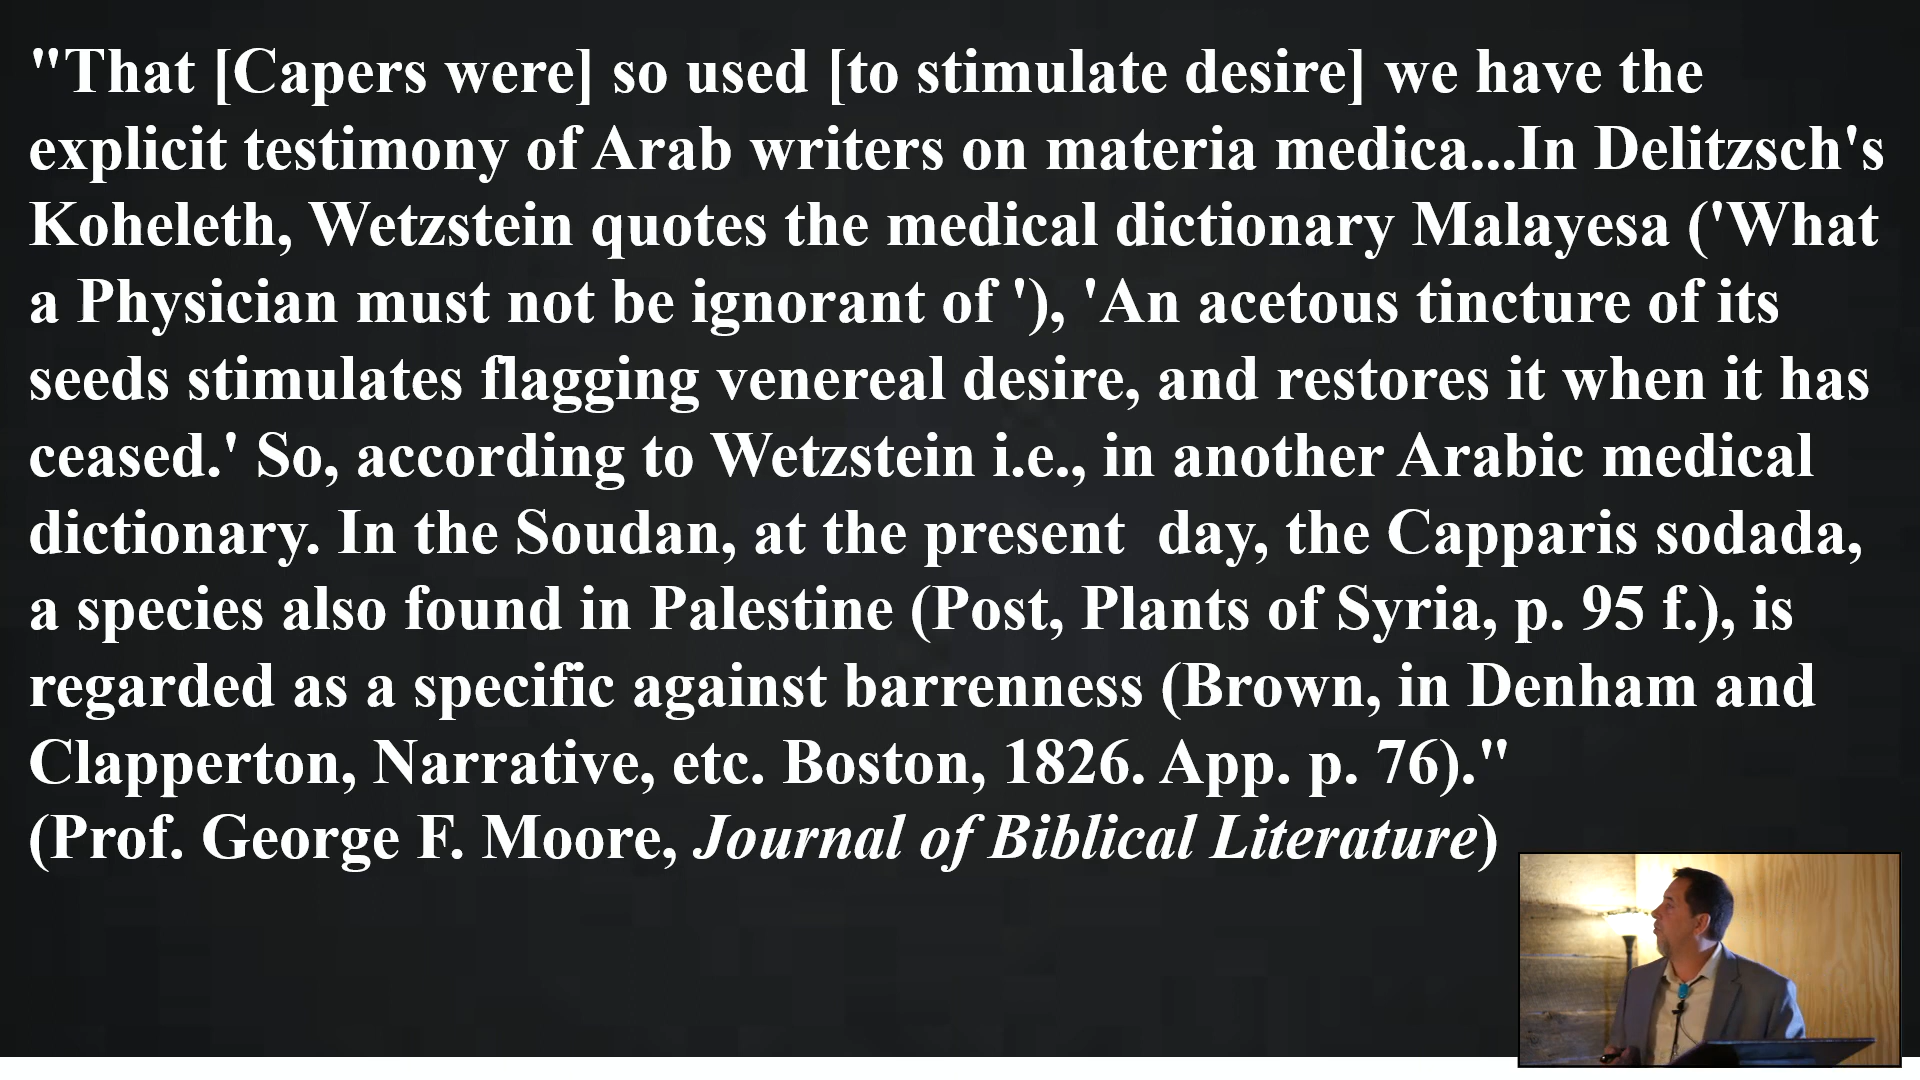 "That [Capers were] so used [to stimulate desire] we have the
explicit testimony of Arab writers on materia medica...In Delitzsch's
Koheleth, Wetzstein quotes the medical dictionary Malayesa ('What
a Physician must not be ignorant of '), 'An acetous tincture of its
seeds stimulates flagging venereal desire, and restores it when it has
ceased.' So, according to Wetzstein i.e., in another Arabic medical
dictionary. In the Soudan, at the present  day, the Capparis sodada,
a species also found in Palestine (Post, Plants of Syria, p. 95 f.), is
regarded as a specific against barrenness (Brown, in Denham and
Clapperton, Narrative, etc. Boston, 1826. App. p. 76)."
(Prof. George F. Moore, Journal of Biblical Literature)